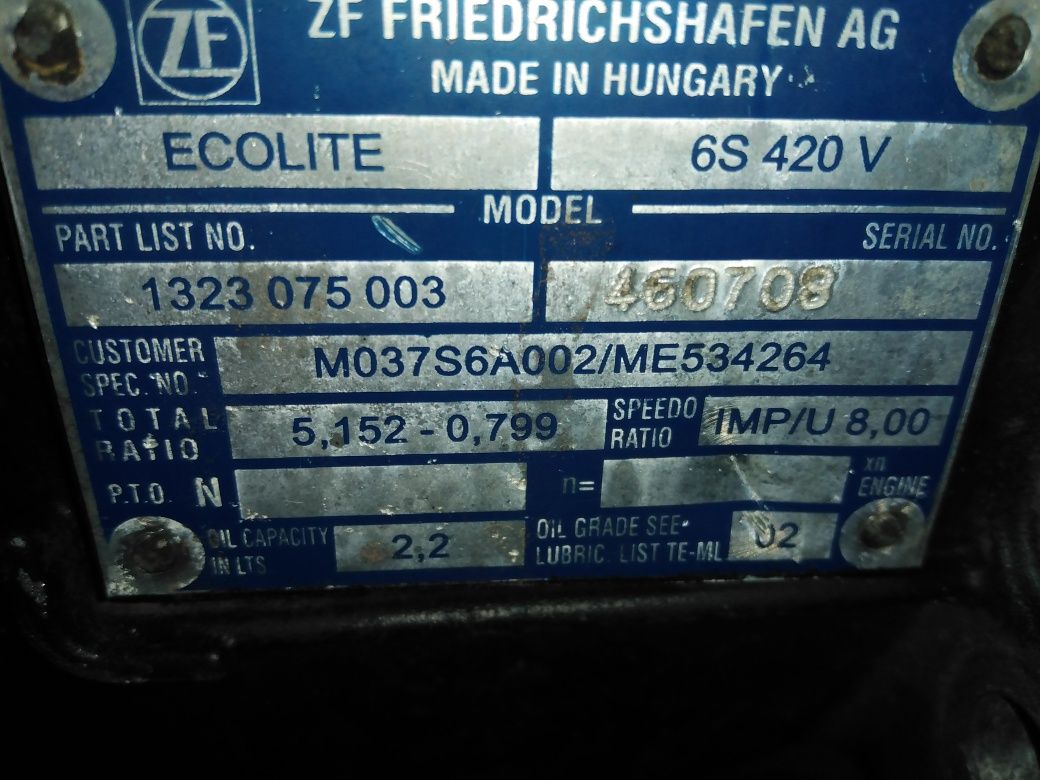 ZF FRIEDRICHSHAFEN AG
ZF
MADE IN HUNGARY
ECOLITE 6S 420 V
MODEL
PART LIST NO. SERIAL NO.
1323 075 003 460708
CUSTOMER SPEC. NO. M037S6A002/ME534264
TOTAL RATIO 5,152 - 0,799 SPEEDO RATIO IMP/U 8,00
P.T.O. N n= xn ENGINE
OIL CAPACITY IN LTS 2,2 OIL GRADE SEE LUBRIC. LIST TE-ML 02